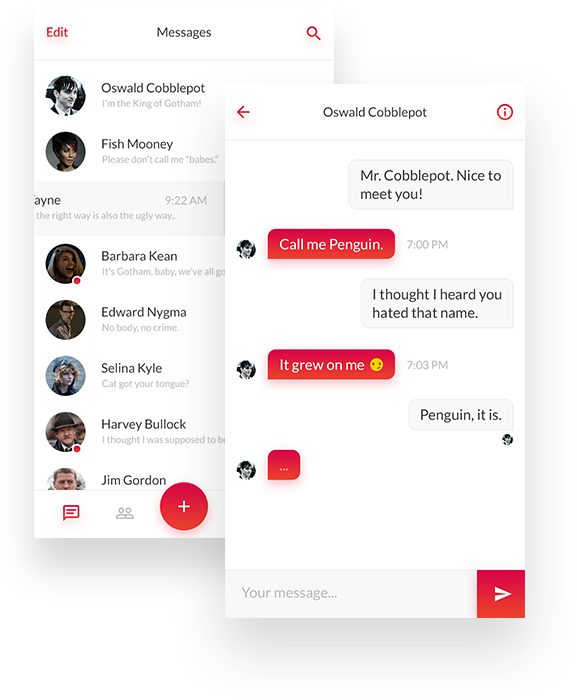 Edit
Messages
Oswald Cobblepot
I'm the King of Gotham!
Fish Mooney
Please don't call me "babes."
ayne
9:22 AM
the right way is also the ugly way..
Barbara Kean
It's Gotham, baby, we've all go
Edward Nygma
No body, no crime.
Selina Kyle
Cat got your tongue?
Harvey Bullock
I thought I was supposed to be
Jim Gordon
Oswald Cobblepot
Mr. Cobblepot. Nice to
meet you!
Call me Penguin.
7:00 PM
I thought I heard you
hated that name.
It grew on me 😏
7:03 PM
Penguin, it is.
...
Your message...